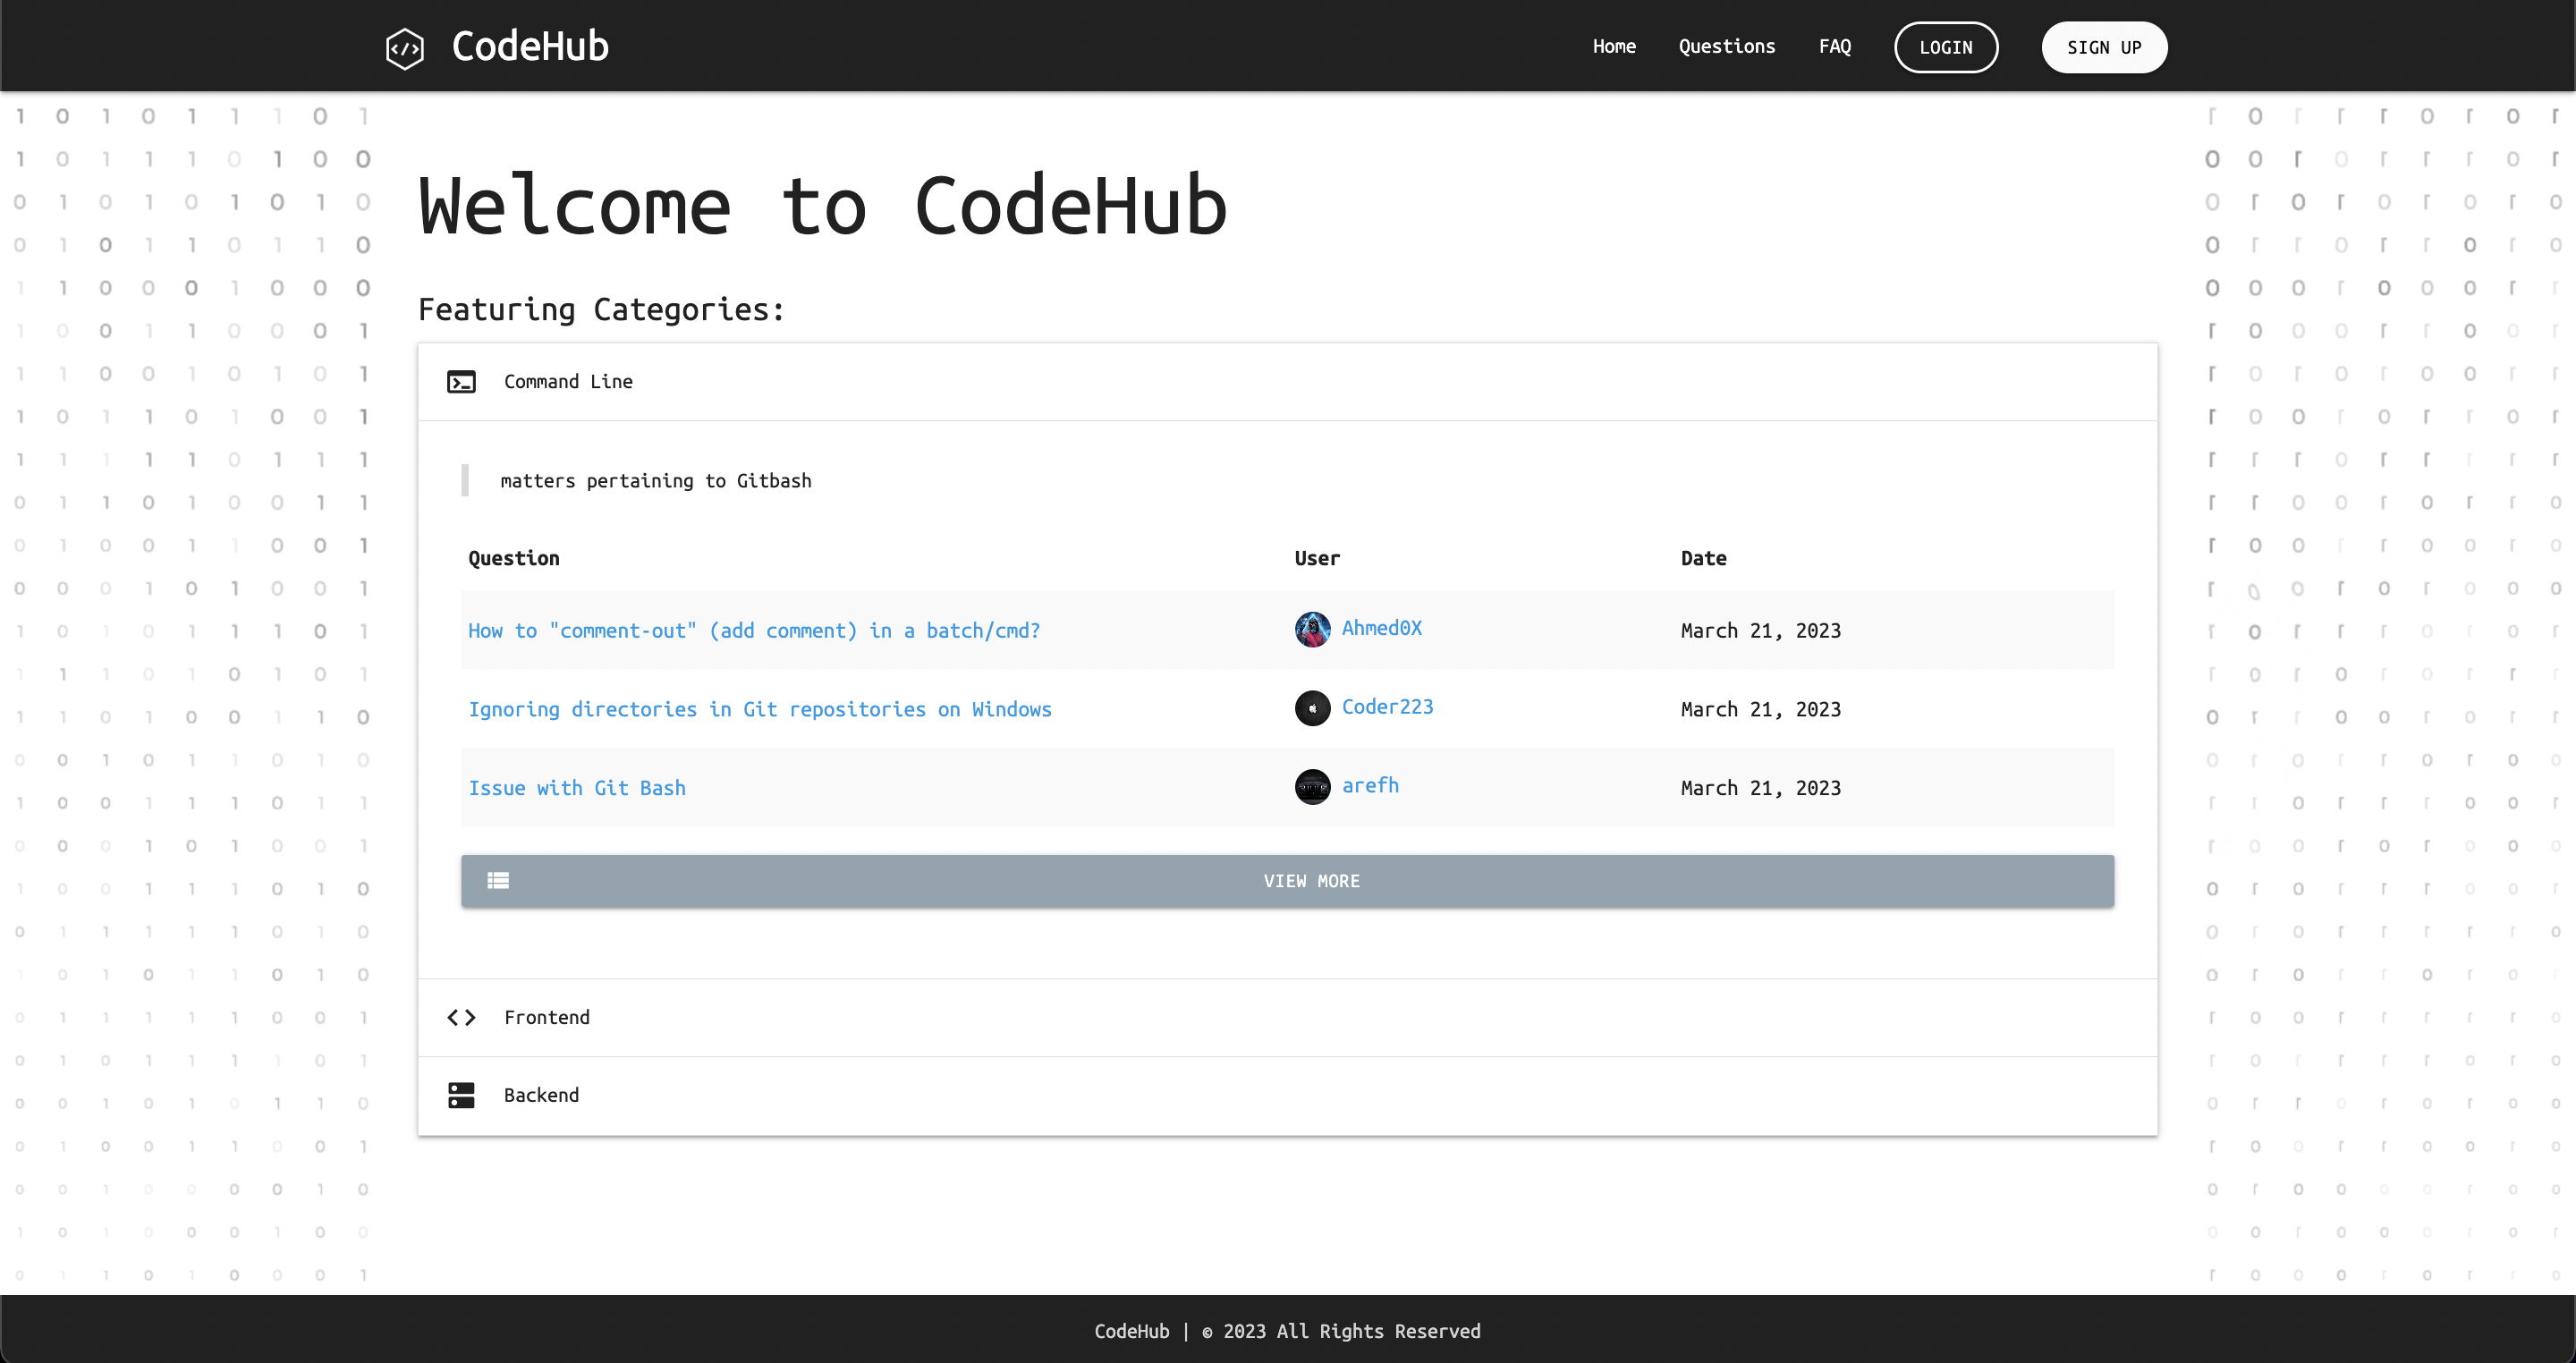 CodeHub
Home Questions FAQ LOGIN SIGN UP
Welcome to CodeHub
Featuring Categories:
Command Line
matters pertaining to Gitbash
Question User Date
How to "comment-out" (add comment) in a batch/cmd? Ahmed0X March 21, 2023
Ignoring directories in Git repositories on Windows Coder223 March 21, 2023
Issue with Git Bash arefh March 21, 2023
VIEW MORE
Frontend
Backend
CodeHub | © 2023 All Rights Reserved